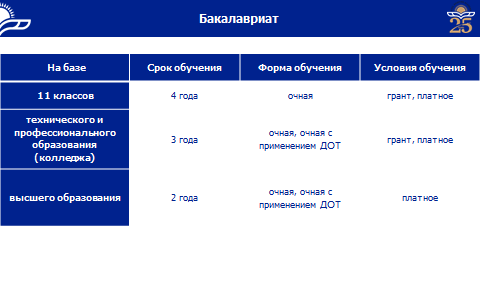 Бакалавриат
25
На базе Срок обучения Форма обучения Условия обучения
11 классов 4 года очная грант, платное
технического и
профессионального
образования
(колледжа)
3 года
очная, очная с
применением ДОТ
грант, платное
высшего образования
2 года
очная, очная с
применением ДОТ
платное